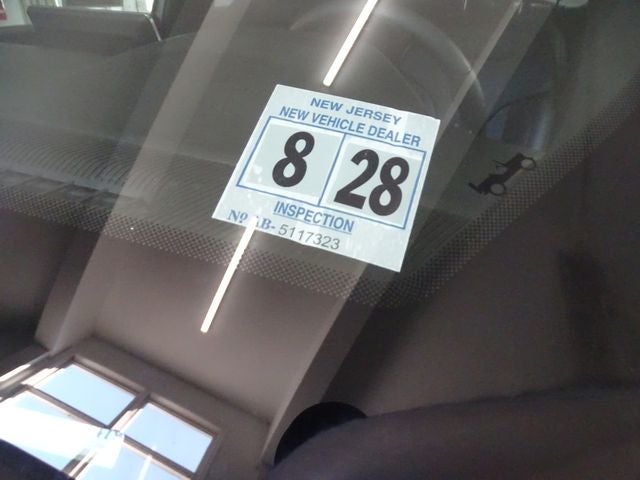 NEW JERSEY
NEW VEHICLE DEALER
8 28
INSPECTION
No AB- 5117323